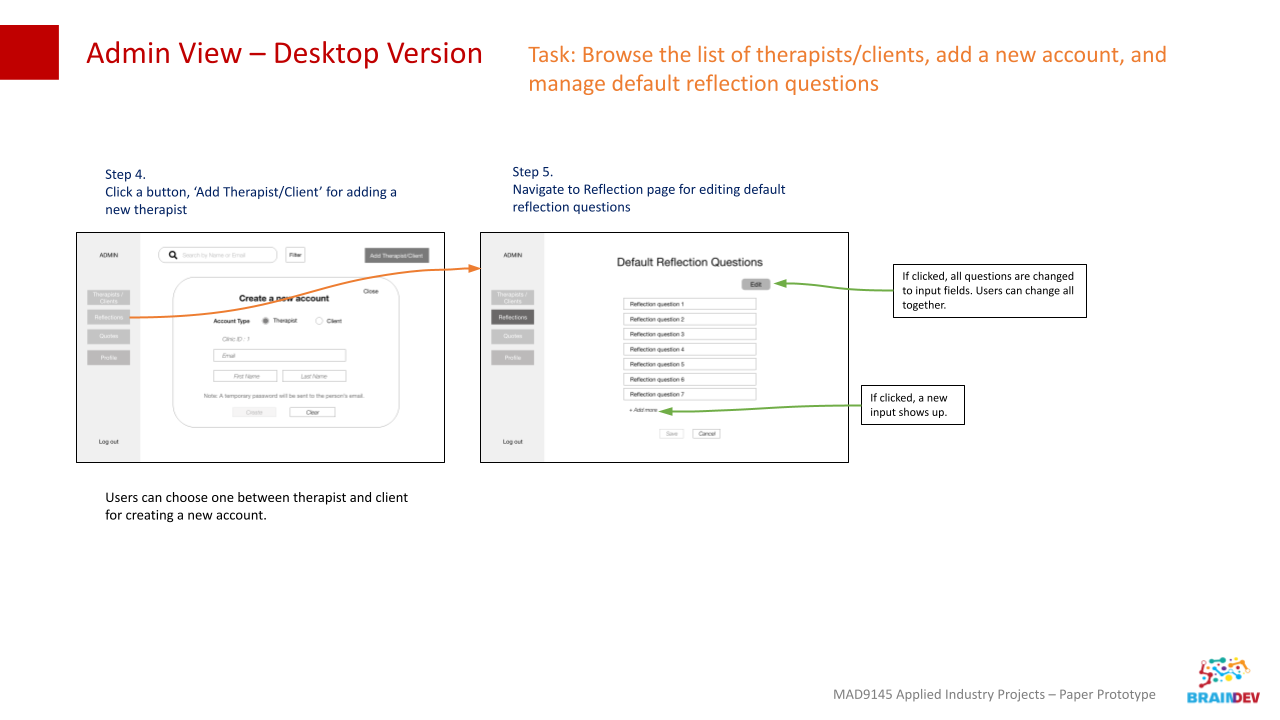 Admin View – Desktop Version
Task: Browse the list of therapists/clients, add a new account, and
manage default reflection questions
Step 4.
Click a button, ‘Add Therapist/Client’ for adding a
new therapist
Step 5.
Navigate to Reflection page for editing default
reflection questions
ADMIN
Search by Name or Email
Filter
Add Therapist/Client
Therapists /
Clients
Reflections
Quotes
Profile
Log out
Close
Create a new account
Account Type
Therapist
Client
Clinic ID : 1
Email
First Name
Last Name
Note: A temporary password will be sent to the person's email.
Create
Clear
ADMIN
Therapists /
Clients
Reflections
Quotes
Profile
Log out
Default Reflection Questions
Edit
Reflection question 1
Reflection question 2
Reflection question 3
Reflection question 4
Reflection question 5
Reflection question 6
Reflection question 7
+ Add more
Save
Cancel
If clicked, all questions are changed
to input fields. Users can change all
together.
If clicked, a new
input shows up.
Users can choose one between therapist and client
for creating a new account.
MAD9145 Applied Industry Projects – Paper Prototype
BRAINDEV